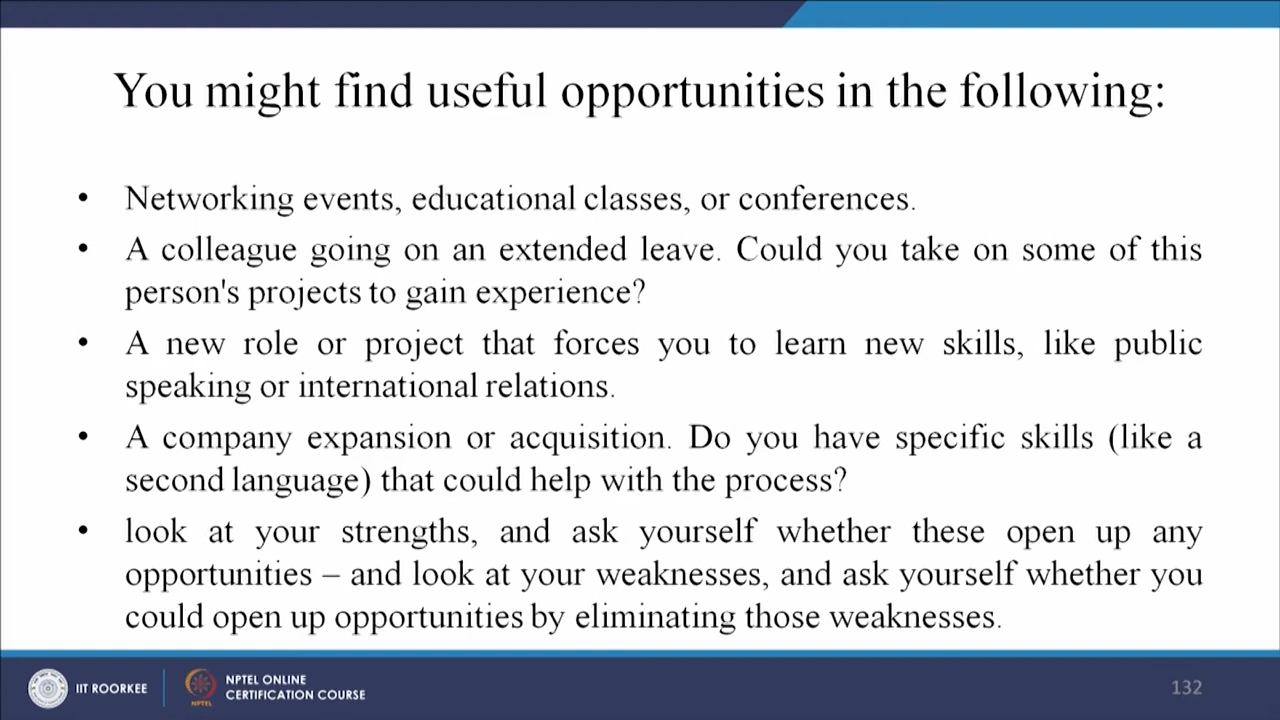 You might find useful opportunities in the following:
• Networking events, educational classes, or conferences.
• A colleague going on an extended leave. Could you take on some of this
person's projects to gain experience?
• A new role or project that forces you to learn new skills, like public
speaking or international relations.
• A company expansion or acquisition. Do you have specific skills (like a
second language) that could help with the process?
• look at your strengths, and ask yourself whether these open up any
opportunities – and look at your weaknesses, and ask yourself whether you
could open up opportunities by eliminating those weaknesses.
IIT ROORKEE
NPTEL
NPTEL ONLINE
CERTIFICATION COURSE
132